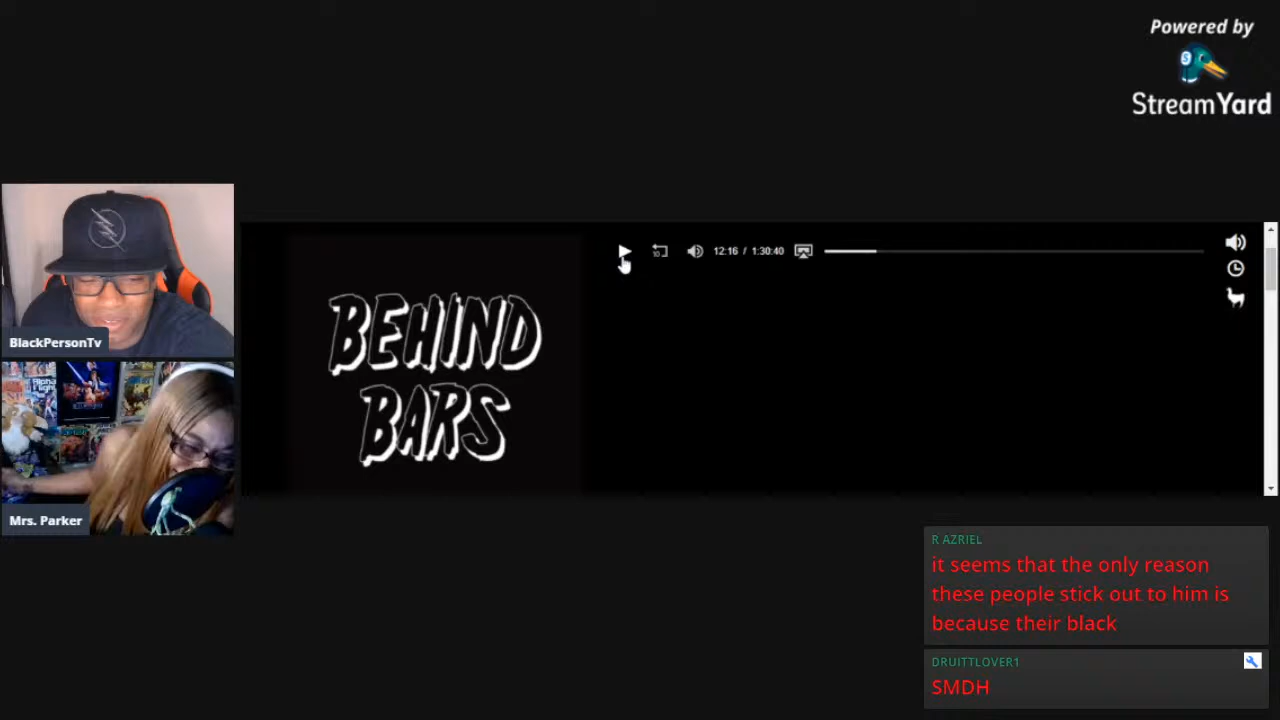 Powered by
StreamYard
BlackPersonTv
Mrs. Parker
BEHIND
BARS
10
12:16 / 1:30:40
R AZRIEL
it seems that the only reason
these people stick out to him is
because their black
DRUITTLOVER1
SMDH